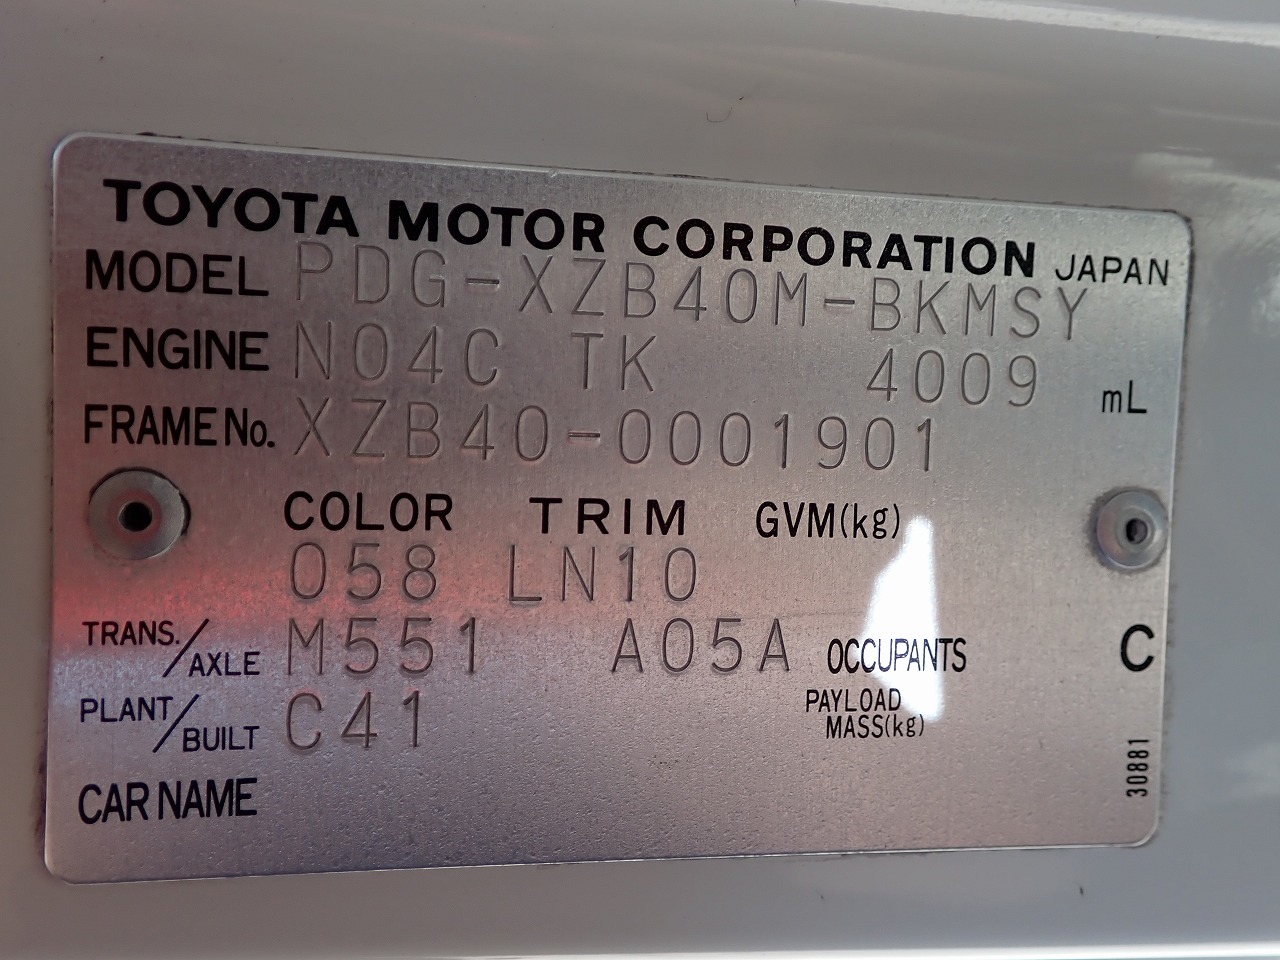 TOYOTA MOTOR CORPORATION JAPAN
MODEL PDG-XZB40M-BKMSY
ENGINE N04C TK 4009 mL
FRAME No. XZB40-0001901
COLOR TRIM GVM(kg)
058 LN10
TRANS./AXLE M551 A05A OCCUPANTS C
PLANT/BUILT C41 PAYLOAD MASS(kg)
CAR NAME
30881